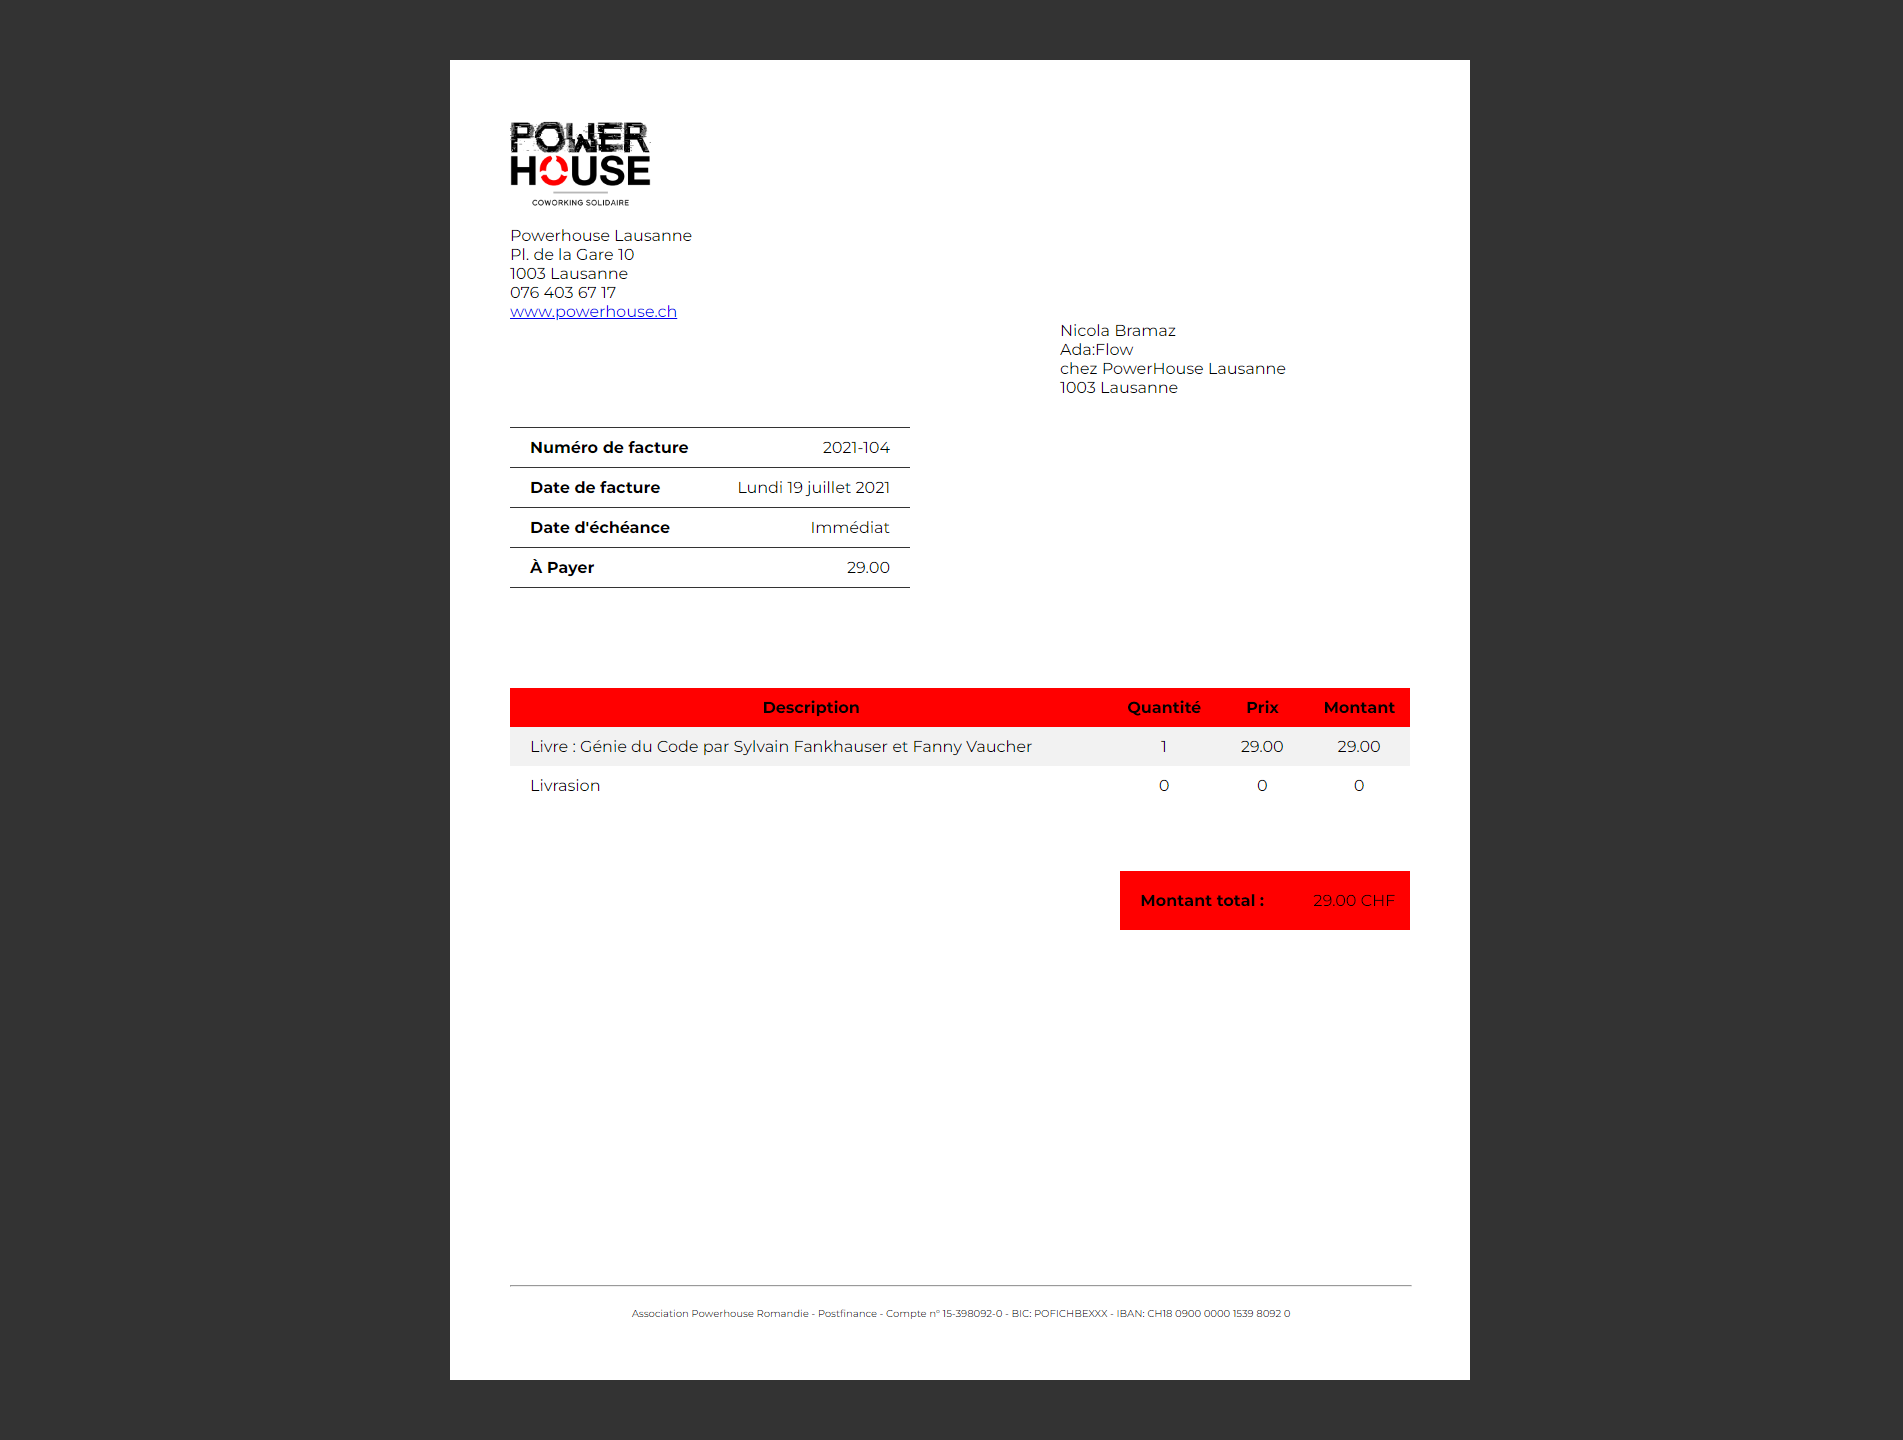 POWER
HOUSE
COWORKING SOLIDAIRE
Powerhouse Lausanne
Pl. de la Gare 10
1003 Lausanne
076 403 67 17
www.powerhouse.ch
Nicola Bramaz
Ada:Flow
chez PowerHouse Lausanne
1003 Lausanne
Numéro de facture 2021-104
Date de facture Lundi 19 juillet 2021
Date d'échéance Immédiat
À Payer 29.00
Description Quantité Prix Montant
Livre : Génie du Code par Sylvain Fankhauser et Fanny Vaucher 1 29.00 29.00
Livrasion 0 0 0
Montant total : 29.00 CHF
Association Powerhouse Romandie - Postfinance - Compte n° 15-398092-0 - BIC: POFICHBEXXX - IBAN: CH18 0900 0000 1539 8092 0